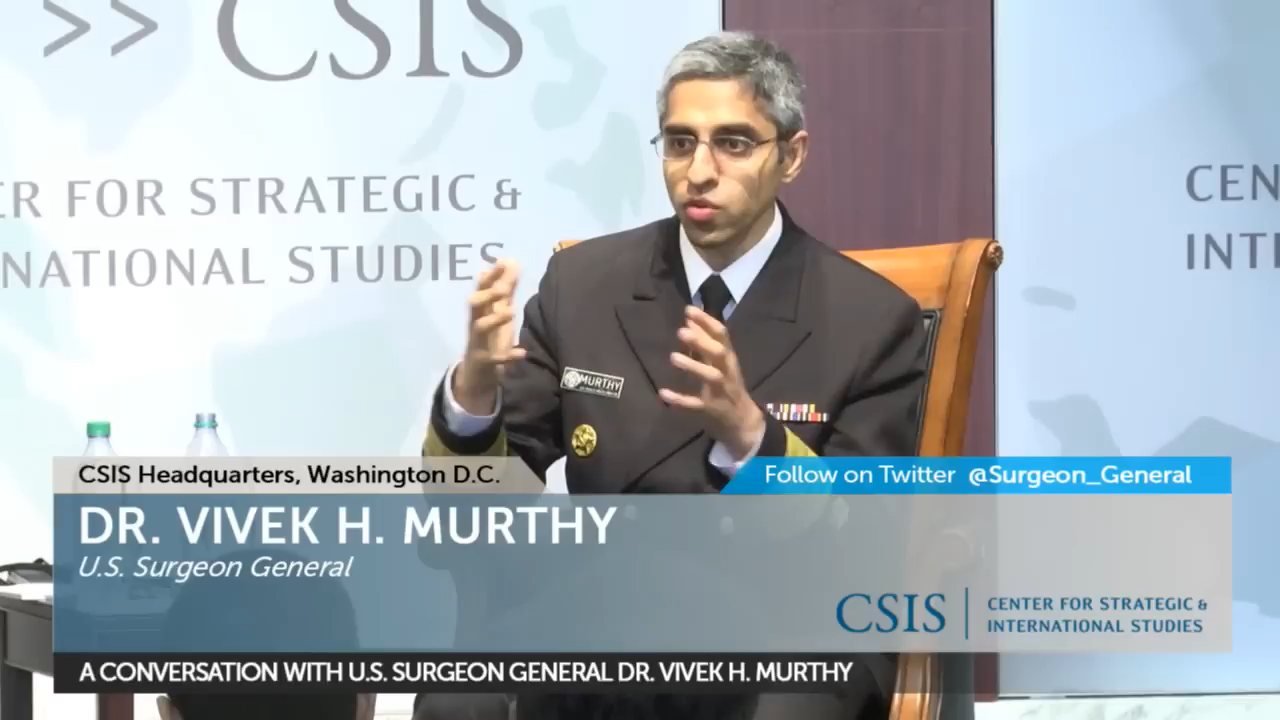 >> CSIS
ER FOR STRATEGIC &
NATIONAL STUDIES
CEN
INT
MURTHY
CSIS Headquarters, Washington D.C.
Follow on Twitter @Surgeon_General
DR. VIVEK H. MURTHY
U.S. Surgeon General
CSIS
CENTER FOR STRATEGIC &
INTERNATIONAL STUDIES
A CONVERSATION WITH U.S. SURGEON GENERAL DR. VIVEK H. MURTHY